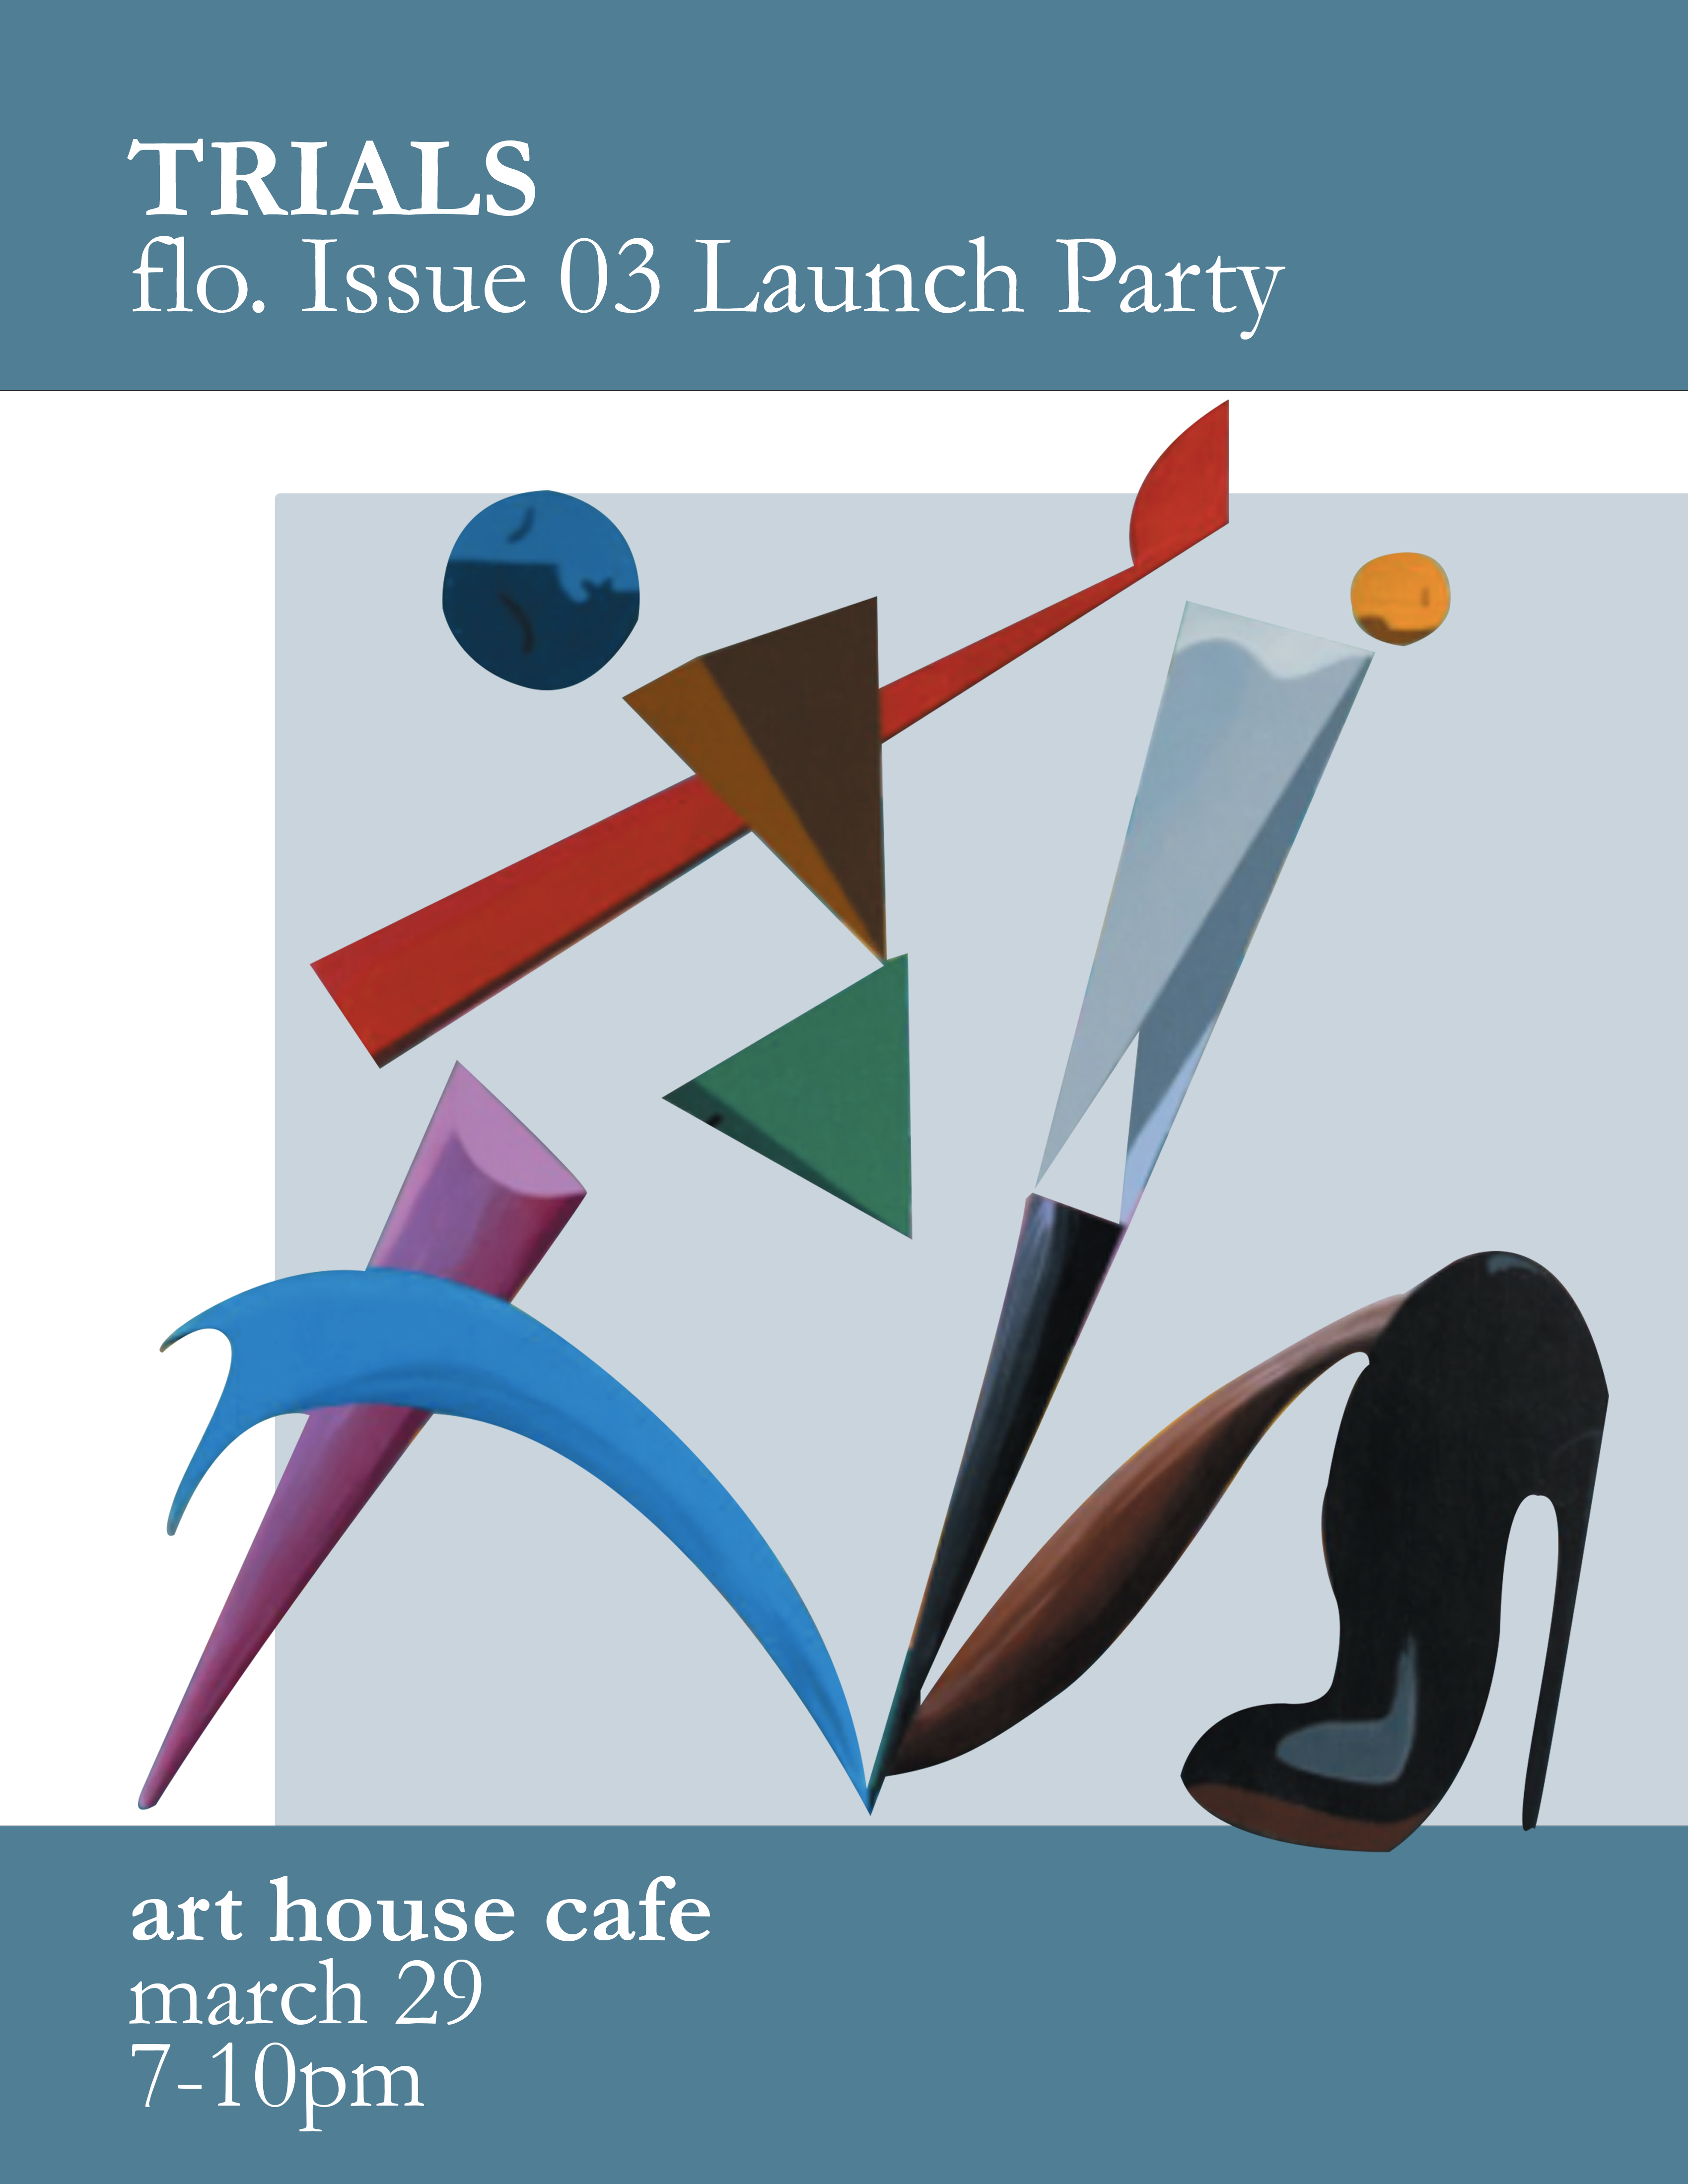 TRIALS
flo. Issue 03 Launch Party
art house cafe
march 29
7-10pm